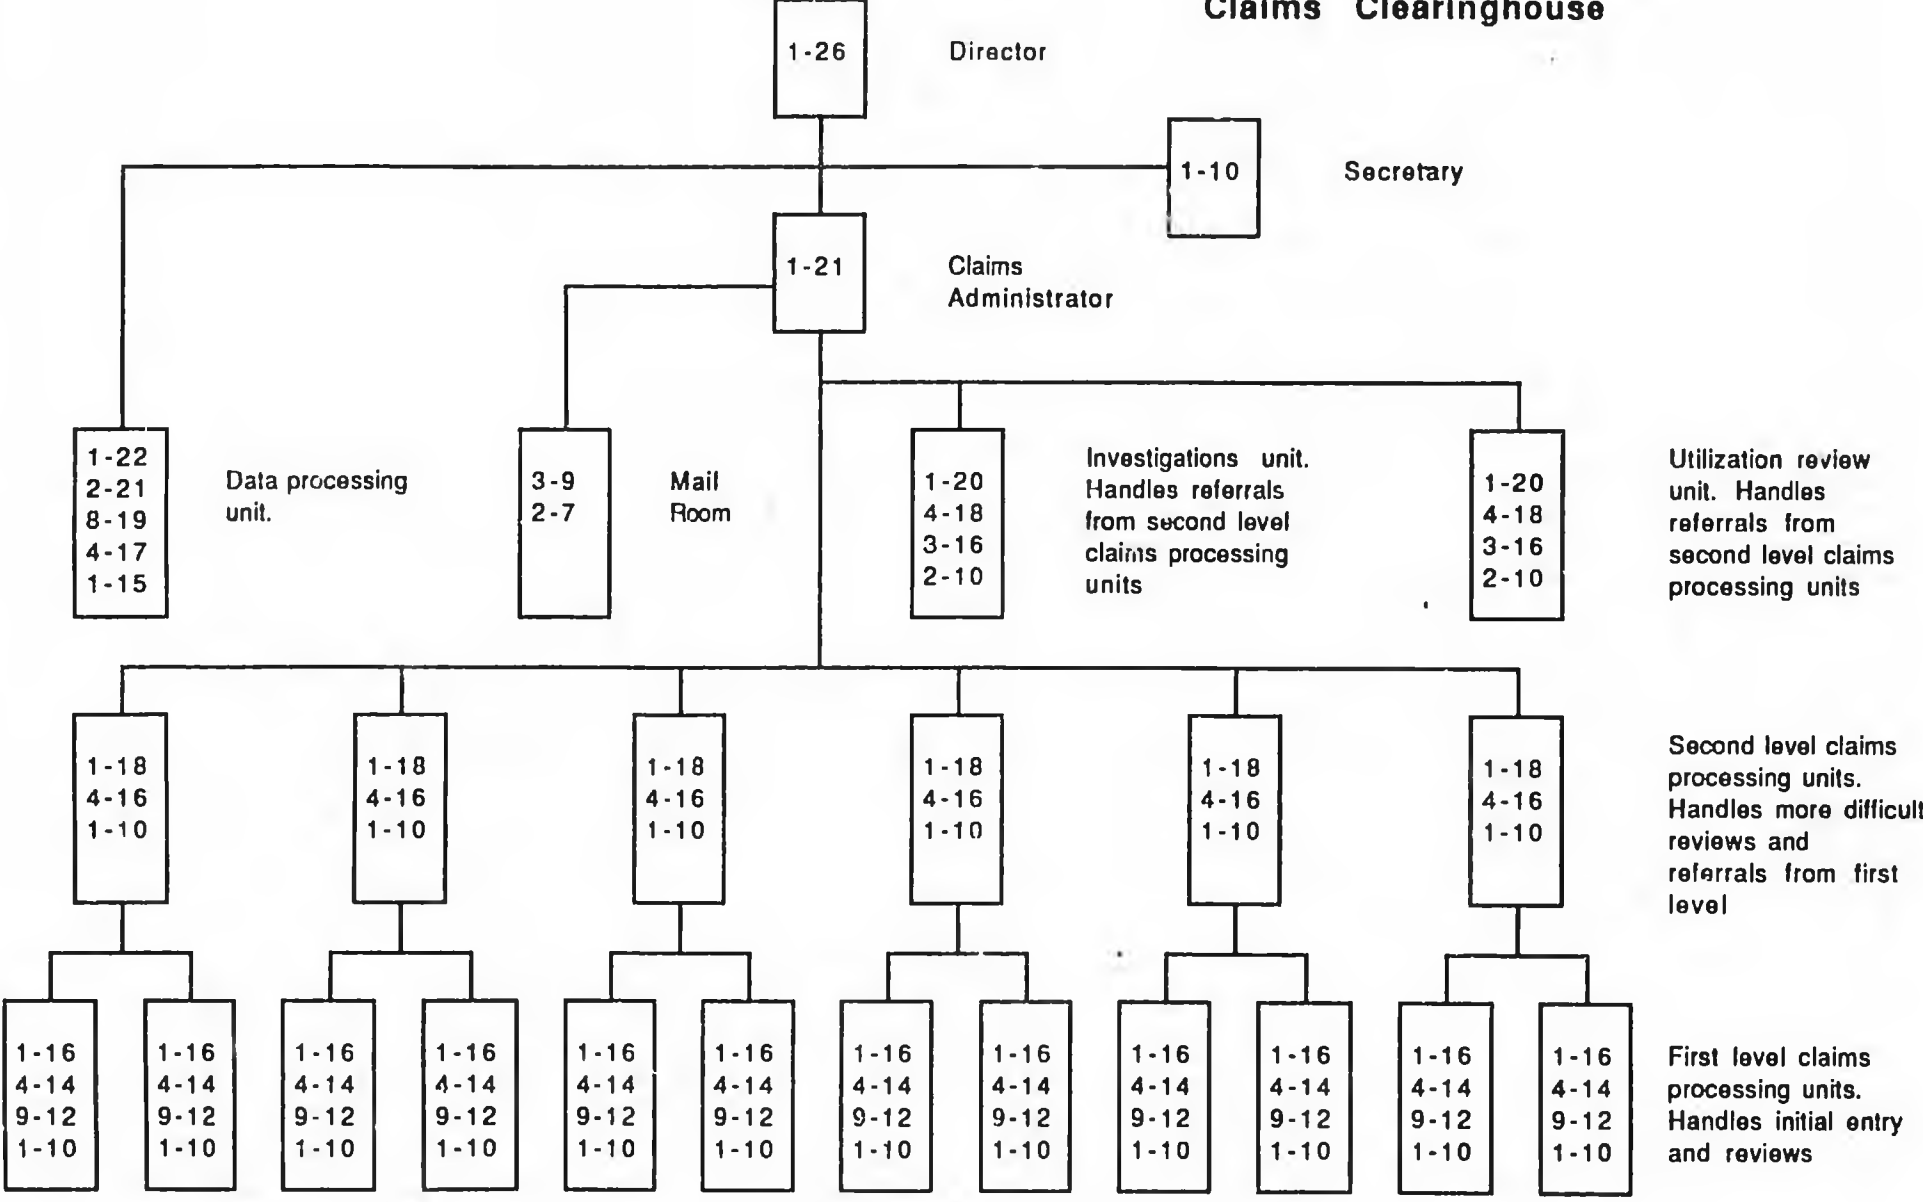 Claims Clearinghouse
1-26
Director
1-10
Secretary
1-21
Claims
Administrator
1-22
2-21
8-19
4-17
1-15
Data processing
unit.
3-9
2-7
Mail
Room
1-20
4-18
3-16
2-10
Investigations unit.
Handles referrals
from second level
claims processing
units
1-20
4-18
3-16
2-10
Utilization review
unit. Handles
referrals from
second level claims
processing units
1-18
4-16
1-10
1-18
4-16
1-10
1-18
4-16
1-10
1-18
4-16
1-10
1-18
4-16
1-10
1-18
4-16
1-10
Second level claims
processing units.
Handles more difficult
reviews and
referrals from first
level
1-16
4-14
9-12
1-10
1-16
4-14
9-12
1-10
1-16
4-14
9-12
1-10
1-16
4-14
9-12
1-10
1-16
4-14
9-12
1-10
1-16
4-14
9-12
1-10
1-16
4-14
9-12
1-10
1-16
4-14
9-12
1-10
1-16
4-14
9-12
1-10
1-16
4-14
9-12
1-10
1-16
4-14
9-12
1-10
1-16
4-14
9-12
1-10
First level claims
processing units.
Handles initial entry
and reviews